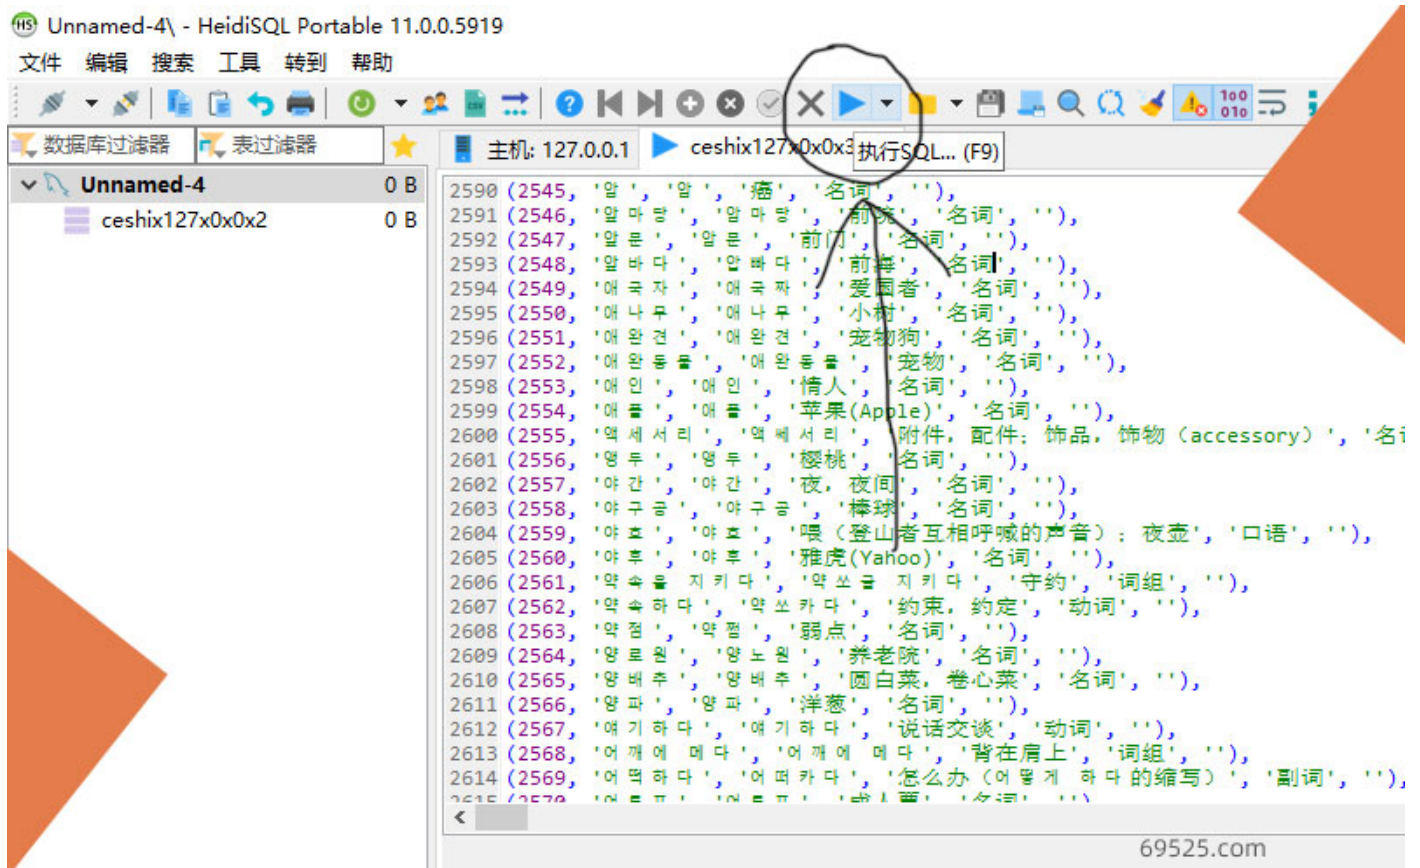 Unnamed-4\ - HeidiSQL Portable 11.0.0.5919
文件 编辑 搜索 工具 转到 帮助
数据库过滤器 表过滤器 主机: 127.0.0.1 ceshix127x0x0x3 执行SQL... (F9)
Unnamed-4 0 B
ceshix127x0x0x2 0 B
2590 (2545, '암', '암', '癌', '名词', ''),
2591 (2546, '앞마당', '암마당', '前院', '名词', ''),
2592 (2547, '앞문', '암문', '前门', '名词', ''),
2593 (2548, '앞바다', '압빠다', '前海', '名词', ''),
2594 (2549, '애국자', '애국짜', '爱国者', '名词', ''),
2595 (2550, '애나무', '애나무', '小树', '名词', ''),
2596 (2551, '애완견', '애완견', '宠物狗', '名词', ''),
2597 (2552, '애완동물', '애완동물', '宠物', '名词', ''),
2598 (2553, '애인', '애인', '情人', '名词', ''),
2599 (2554, '애플', '애플', '苹果(Apple)', '名词', ''),
2600 (2555, '액세서리', '액쎄서리', '附件，配件；饰品，饰物（accessory）', '名
2601 (2556, '앵두', '앵두', '樱桃', '名词', ''),
2602 (2557, '야간', '야간', '夜，夜间', '名词', ''),
2603 (2558, '야구공', '야구공', '棒球', '名词', ''),
2604 (2559, '야호', '야호', '喂（登山者互相呼喊的声音）；夜壶', '口语', ''),
2605 (2560, '야후', '야후', '雅虎(Yahoo)', '名词', ''),
2606 (2561, '약속을 지키다', '약쏘글 지키다', '守约', '词组', ''),
2607 (2562, '약속하다', '약쏘카다', '约束，约定', '动词', ''),
2608 (2563, '약점', '약쩜', '弱点', '名词', ''),
2609 (2564, '양로원', '양노원', '养老院', '名词', ''),
2610 (2565, '양배추', '양배추', '圆白菜，卷心菜', '名词', ''),
2611 (2566, '양파', '양파', '洋葱', '名词', ''),
2612 (2567, '얘기하다', '얘기하다', '说话交谈', '动词', ''),
2613 (2568, '어깨에 메다', '어깨에 메다', '背在肩上', '词组', ''),
2614 (2569, '어떡하다', '어떠카다', '怎么办（어떻게 하다的缩写）', '副词', ''),
69525.com